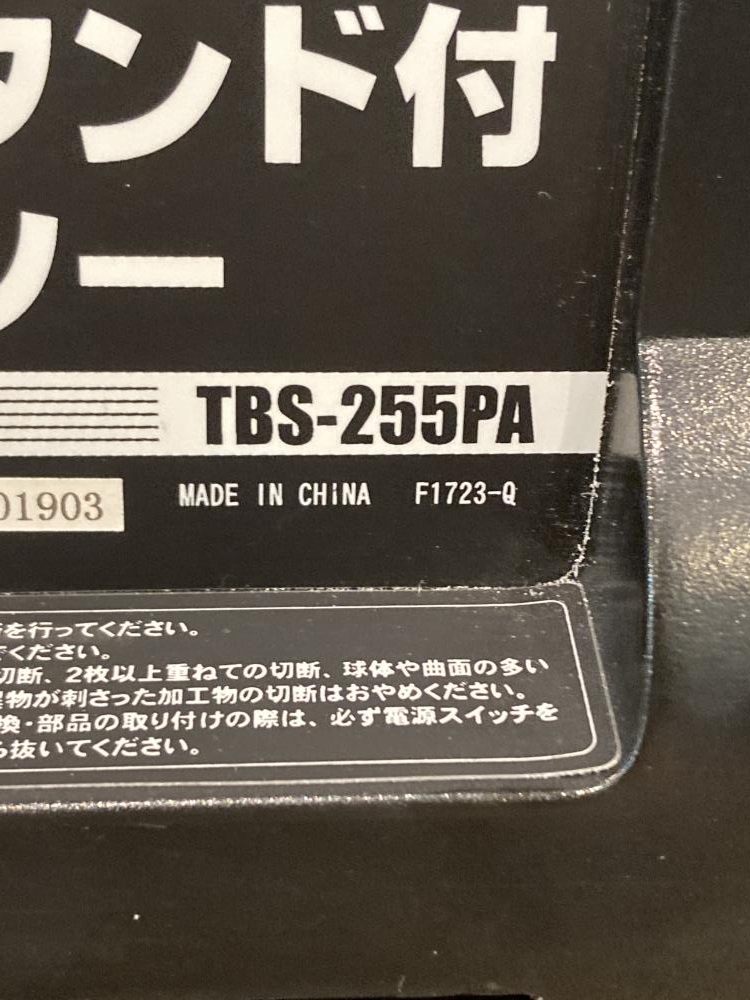 タンド付
ソー
TBS-255PA
01903 MADE IN CHINA F1723-Q
を行ってください。
ください。
切断、2枚以上重ねての切断、球体や曲面の多い
物が刺さった加工物の切断はおやめください。
換・部品の取り付けの際は、必ず電源スイッチを
ら抜いてください。